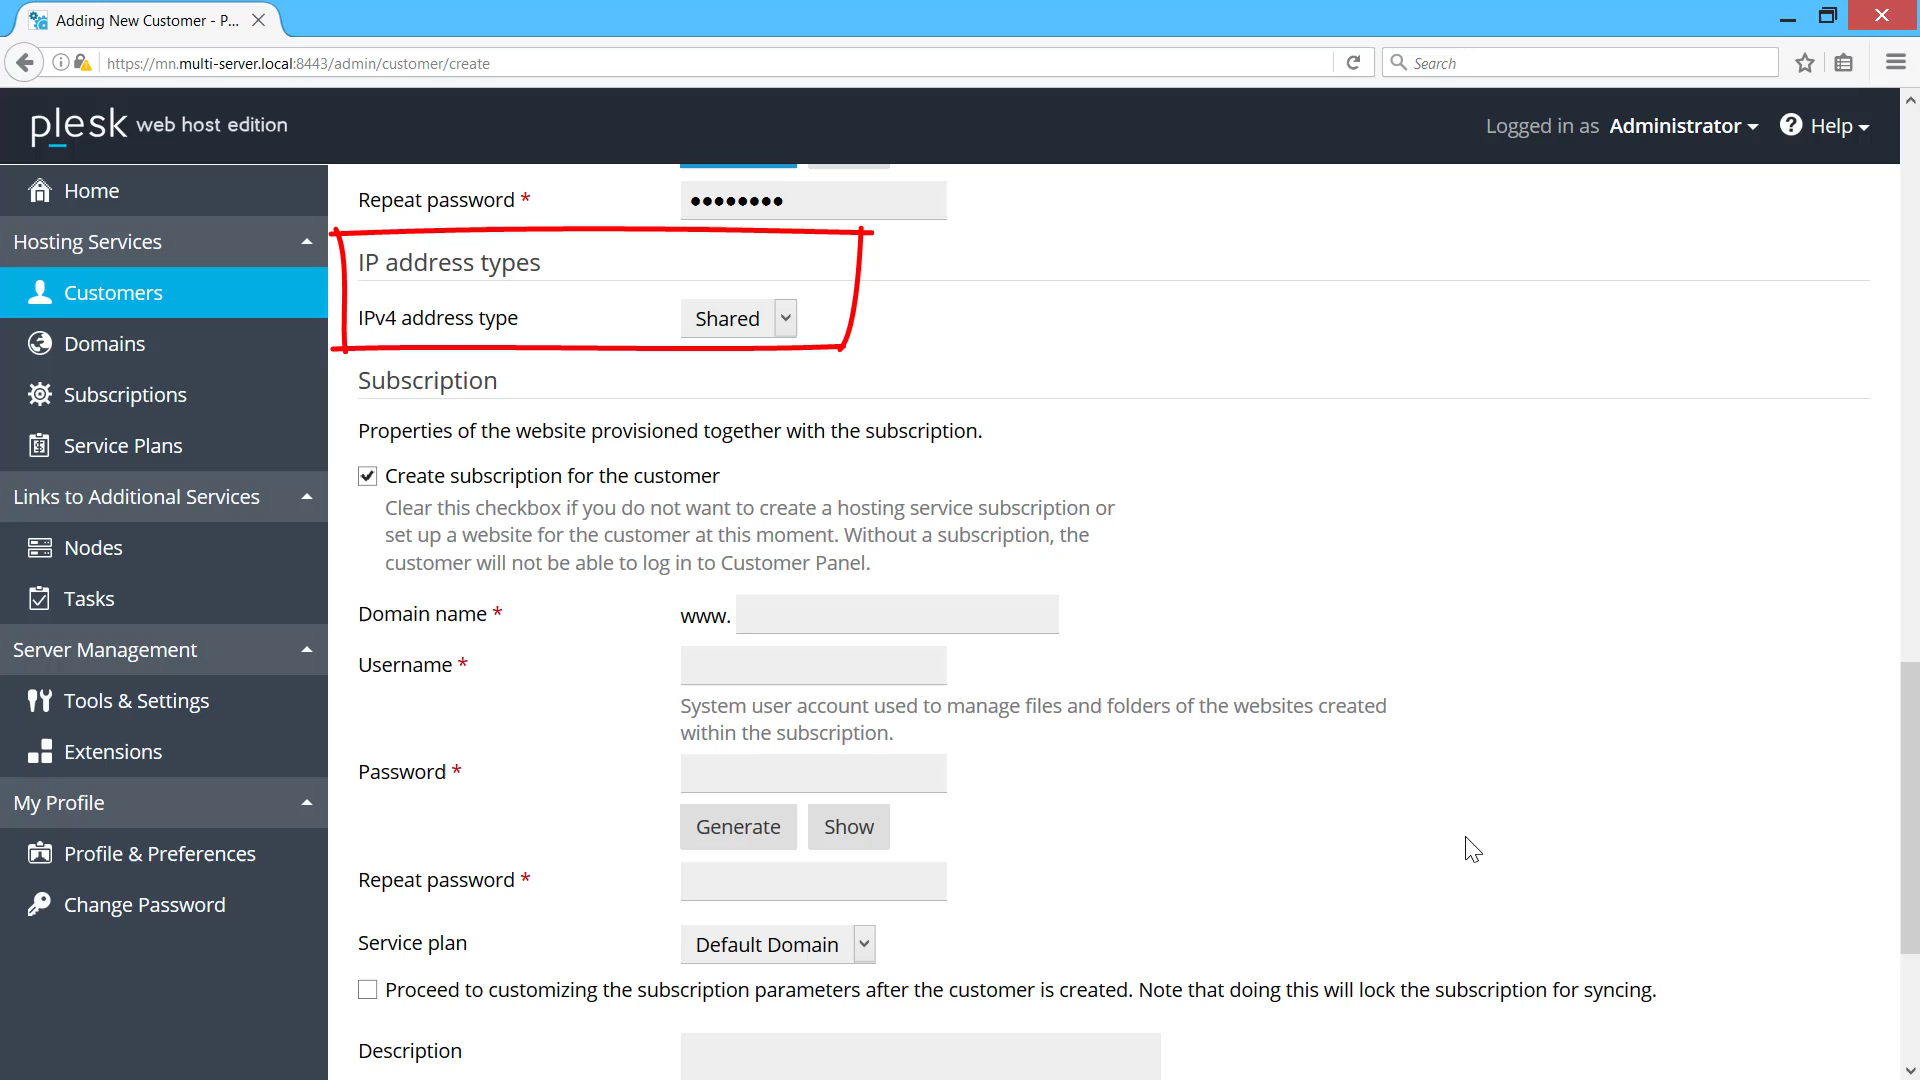 Adding New Customer - P...
https://mn.multi-server.local:8443/admin/customer/create
Search
plesk web host edition
Logged in as Administrator
Help
Home
Hosting Services
Customers
Domains
Subscriptions
Service Plans
Links to Additional Services
Nodes
Tasks
Server Management
Tools & Settings
Extensions
My Profile
Profile & Preferences
Change Password
Repeat password *
IP address types
IPv4 address type Shared
Subscription
Properties of the website provisioned together with the subscription.
Create subscription for the customer
Clear this checkbox if you do not want to create a hosting service subscription or
set up a website for the customer at this moment. Without a subscription, the
customer will not be able to log in to Customer Panel.
Domain name * www.
Username *
System user account used to manage files and folders of the websites created
within the subscription.
Password *
Generate Show
Repeat password *
Service plan Default Domain
Proceed to customizing the subscription parameters after the customer is created. Note that doing this will lock the subscription for syncing.
Description